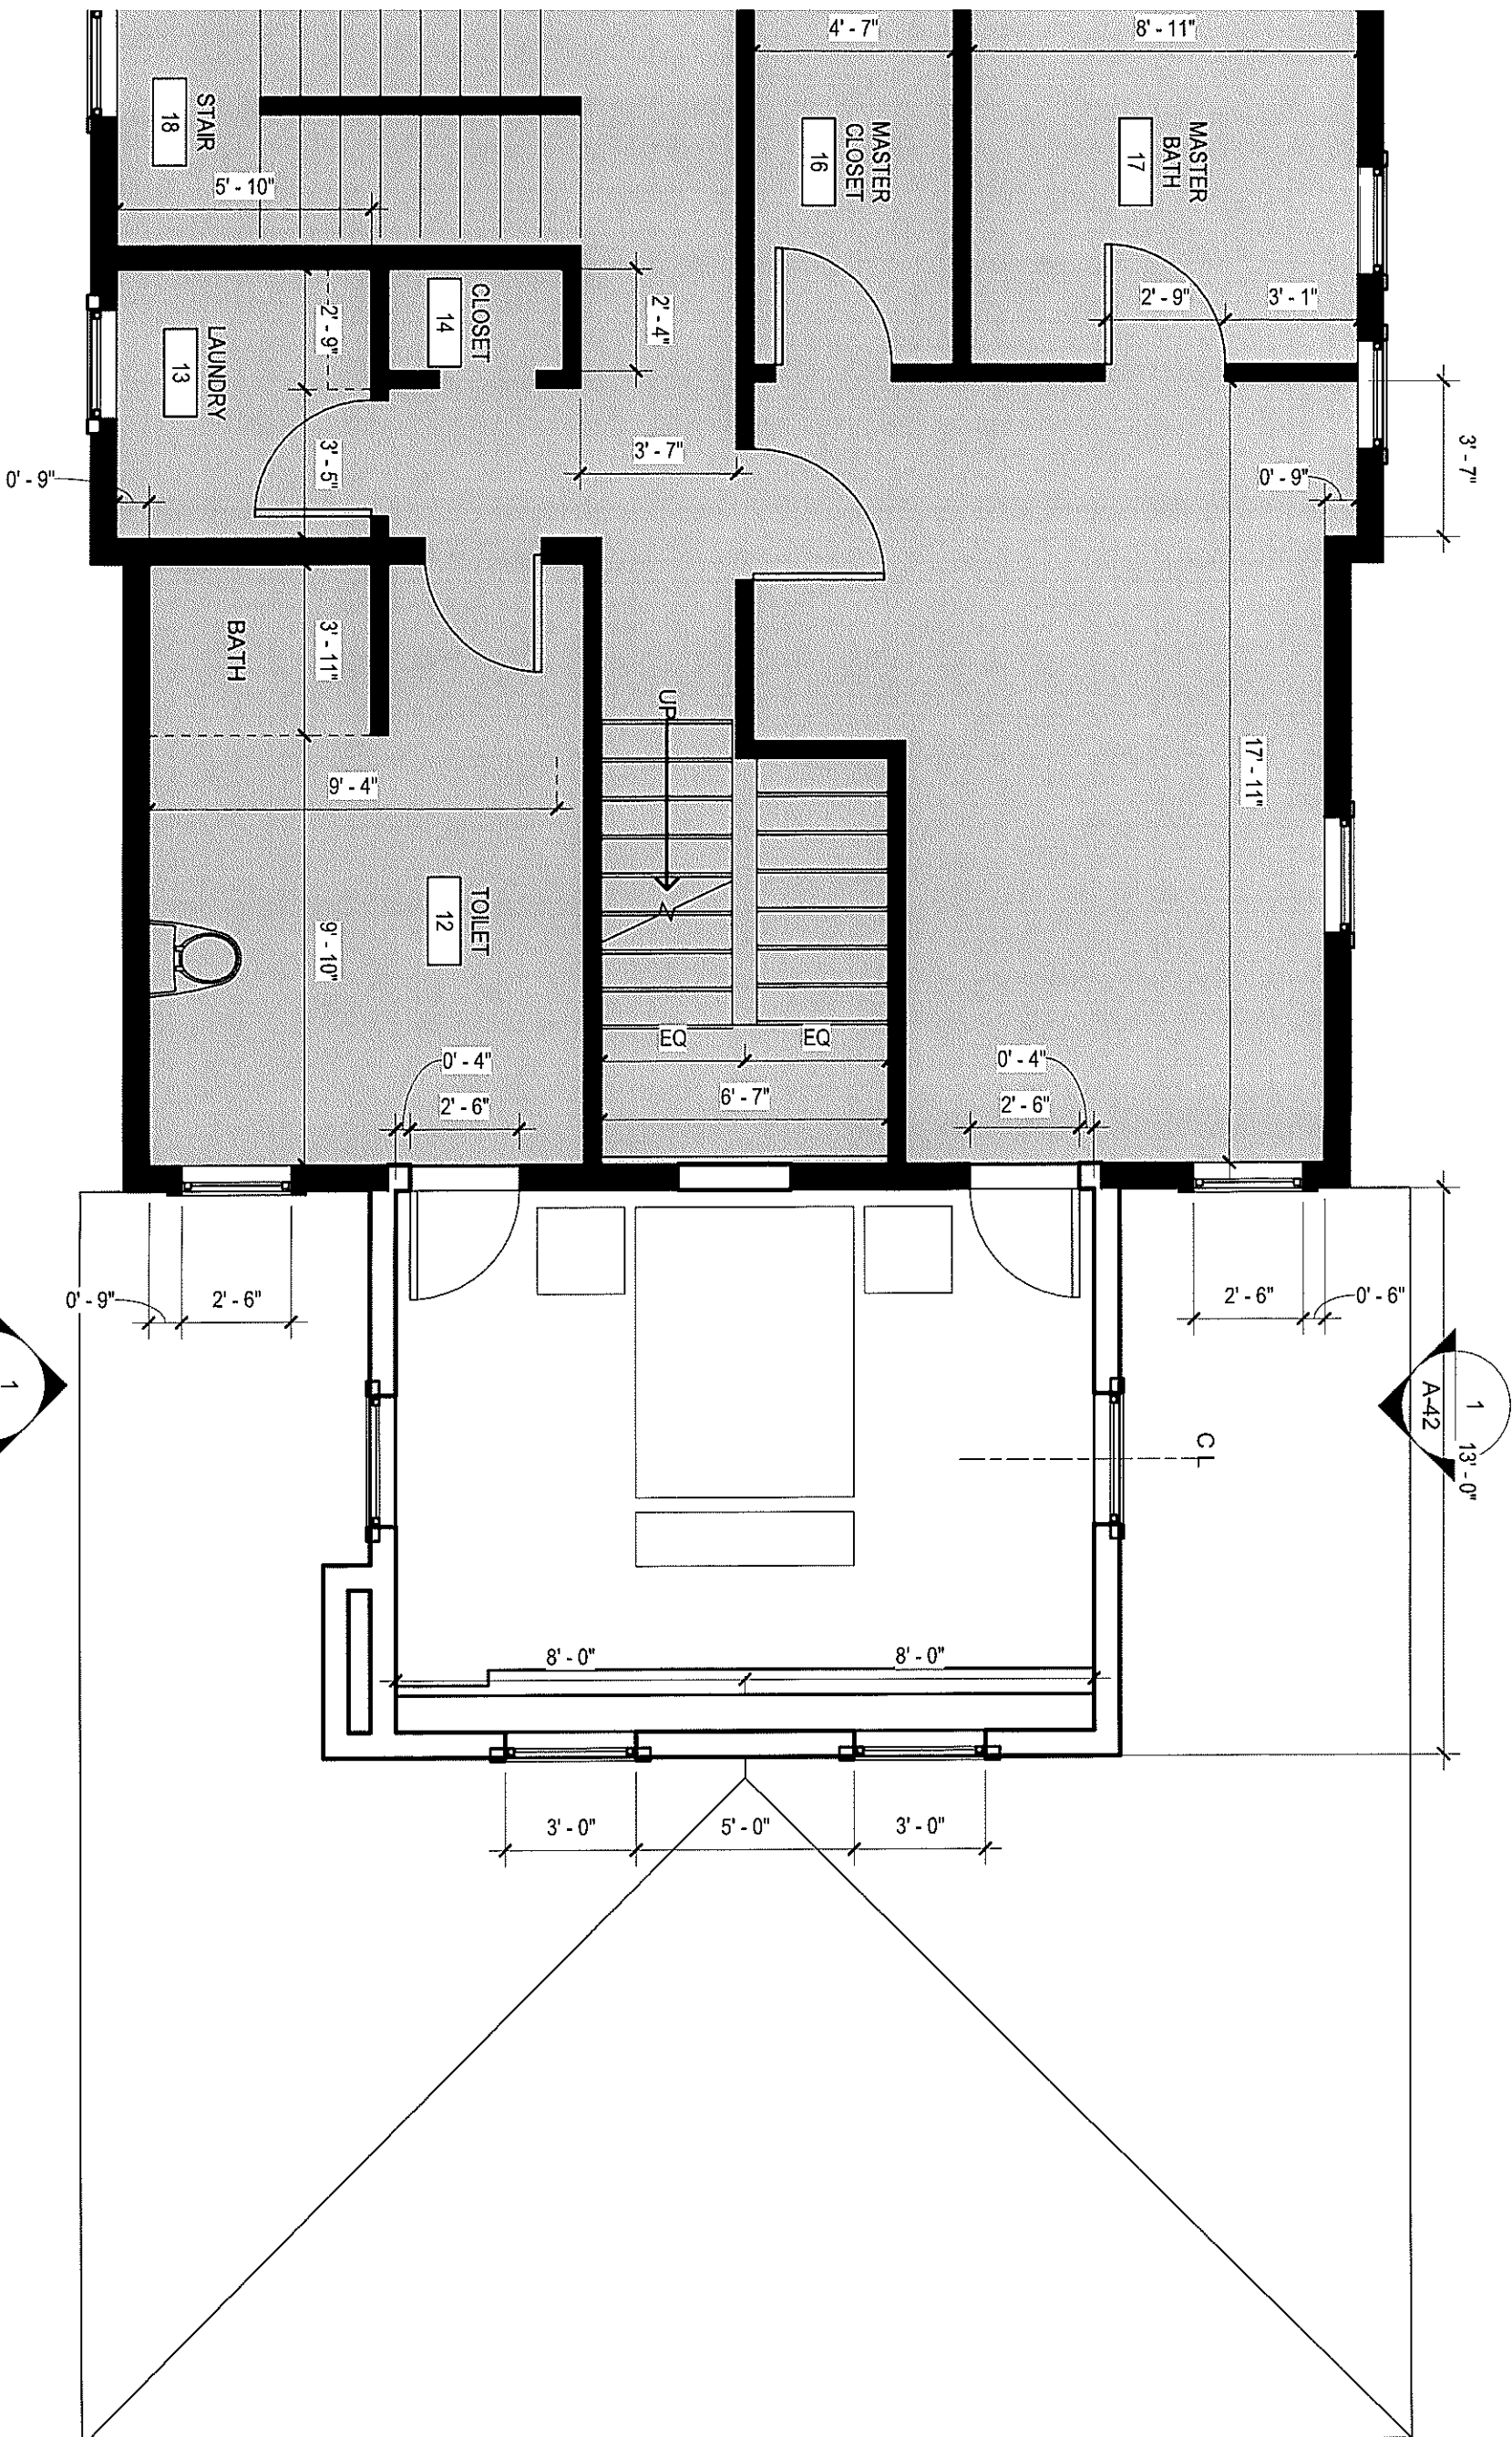 4' - 7"
8' - 11"
STAIR
18
MASTER
CLOSET
16
MASTER
BATH
17
5' - 10"
2' - 9"
3' - 1"
CLOSET
14
2' - 4"
2' - 9"
LAUNDRY
13
3' - 5"
3' - 7"
3' - 7"
0' - 9"
0' - 9"
BATH
3' - 11"
UP
9' - 4"
17' - 11"
TOILET
12
9' - 10"
EQ
EQ
0' - 4"
0' - 4"
2' - 6"
6' - 7"
2' - 6"
0' - 9"
2' - 6"
2' - 6"
0' - 6"
1
1
A-42
13' - 0"
CL
8' - 0"
8' - 0"
3' - 0"
5' - 0"
3' - 0"